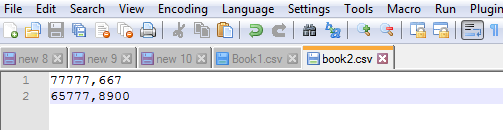 File Edit Search View Encoding Language Settings Tools Macro Run Plugin
new 8 new 9 new 10 Book1.csv book2.csv
1 77777,667
2 65777,8900